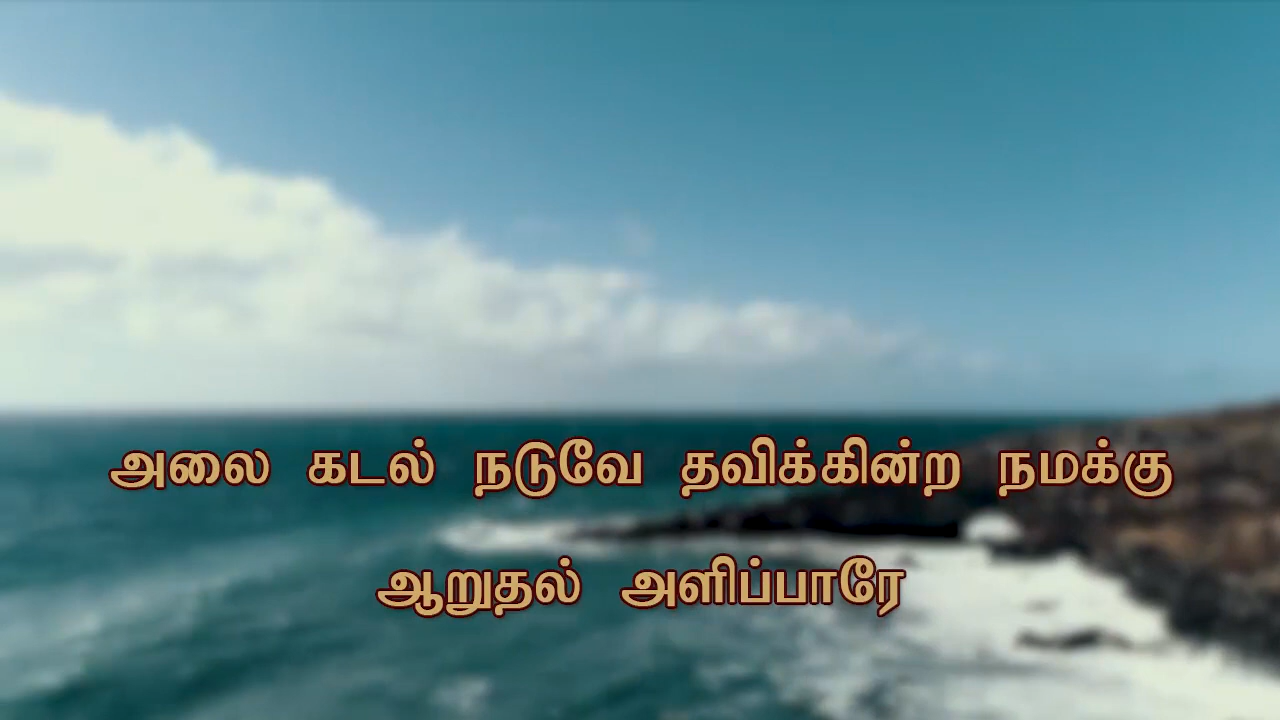 அலை கடல் நடுவே தவிக்கின்ற நமக்கு
ஆறுதல் அளிப்பாரே